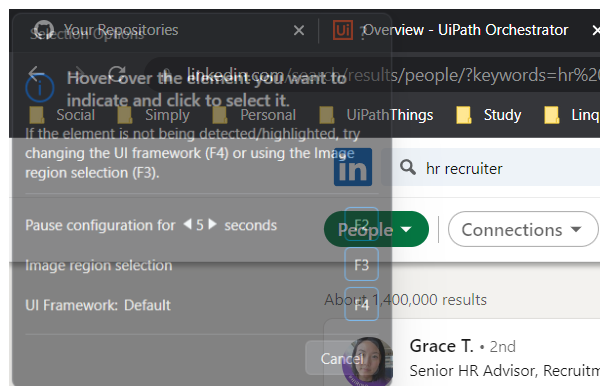 Your Repositories
Overview - UiPath Orchestrator
Selection Options
?
linkedin.com/search/results/people/?keywords=hr%2
Hover over the element you want to
indicate and click to select it.
Social
Simply
Personal
UiPathThings
Study
Linq
If the element is not being detected/highlighted, try
changing the UI framework (F4) or using the Image
region selection (F3).
in
hr recruiter
Pause configuration for 5 seconds
F2
People
Connections
Image region selection
F3
About 1,400,000 results
UI Framework: Default
F4
Cancel
Grace T. • 2nd
Senior HR Advisor, Recruitm